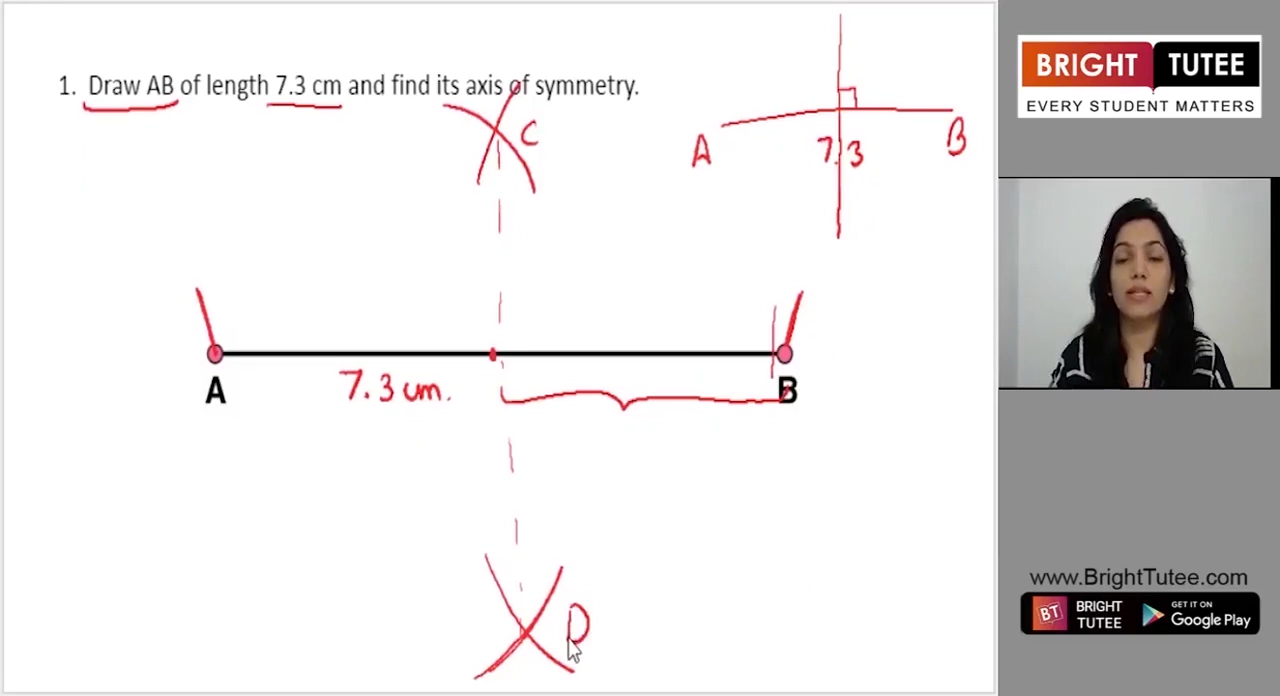 1. Draw AB of length 7.3 cm and find its axis of symmetry.
C
A
7.3
B
A
7.3 cm.
B
D
BRIGHT TUTEE
EVERY STUDENT MATTERS
www.BrightTutee.com
BT
BRIGHT
TUTEE
GET IT ON
Google Play